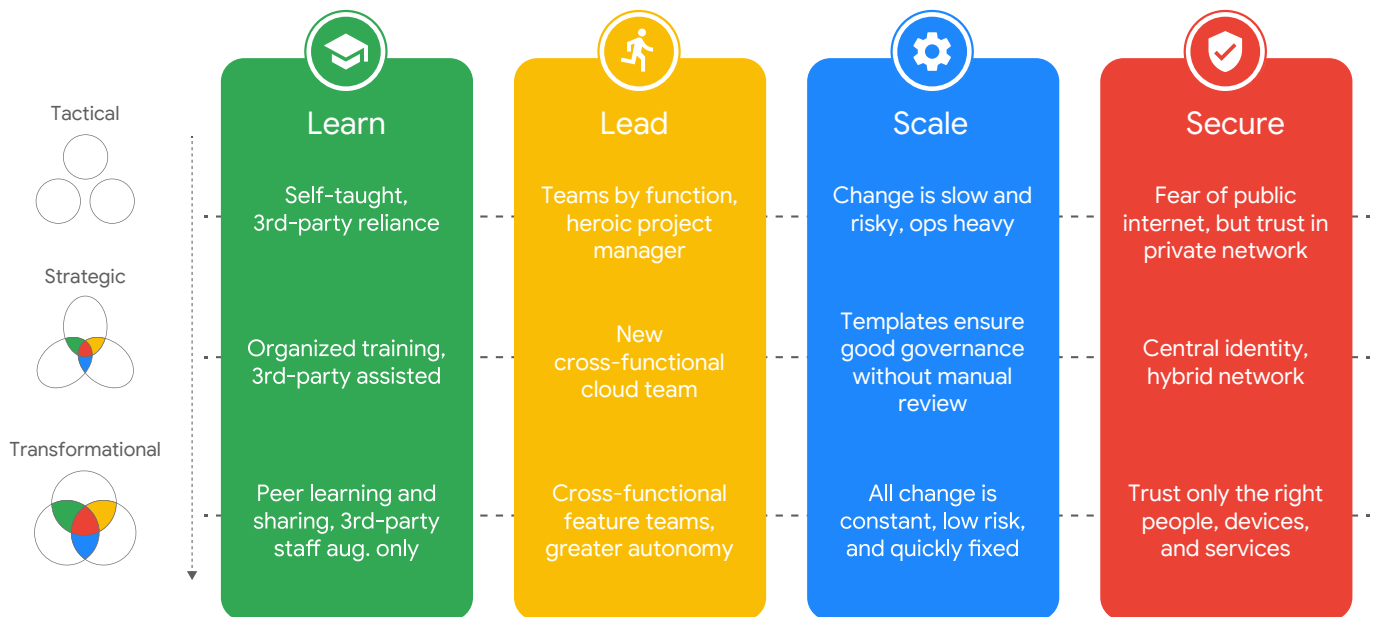 Learn
Lead
Scale
Secure
Tactical
Self-taught,
3rd-party reliance
Teams by function,
heroic project
manager
Change is slow and
risky, ops heavy
Fear of public
internet, but trust in
private network
Strategic
Organized training,
3rd-party assisted
New
cross-functional
cloud team
Templates ensure
good governance
without manual
review
Central identity,
hybrid network
Transformational
Peer learning and
sharing, 3rd-party
staff aug. only
Cross-functional
feature teams,
greater autonomy
All change is
constant, low risk,
and quickly fixed
Trust only the right
people, devices,
and services